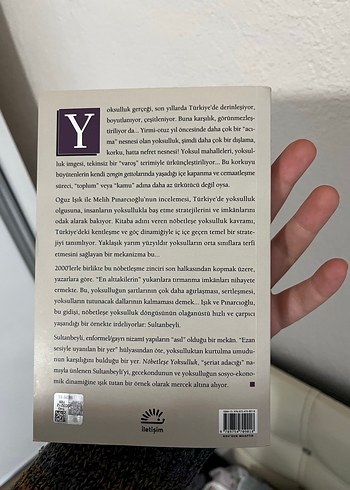 Yoksulluk gerçeği, son yıllarda Türkiye'de derinleşiyor,
boyutlanıyor, çeşitleniyor. Buna karşılık, görünmezleş-
tiriliyor da... Yirmi-otuz yıl öncesinde daha çok bir "acı-
ma" nesnesi olan yoksulluk, şimdi daha çok bir dışlama,
korku, hatta nefret nesnesi! Yoksul mahalleleri, yoksul-
luk imgesi, tekinsiz bir "varoş" terimiyle ürkünçleştiriliyor... Bu korkuyu
büyütenlerin kendi zengin gettolarında yaşadığı içe kapanma ve cemaatleşme
süreci, "toplum" veya "kamu" adına daha az ürkütücü değil oysa.
Oğuz Işık ile Melih Pınarcıoğlu'nun incelemesi, Türkiye'de yoksulluk
olgusuna, insanların yoksullukla baş etme stratejilerini ve imkânlarını
odak alarak bakıyor. Kitaba adını veren nöbetleşe yoksulluk kavramı,
Türkiye'deki kentleşme ve göç dinamiğiyle iç içe geçen temel bir strate-
jiyi tanımlıyor. Yaklaşık yarım yüzyıldır yoksulların orta sınıflara terfi
etmesini sağlayan bir mekanizma bu...
2000'lerle birlikte bu nöbetleşme zinciri son halkasından kopmak üzere,
yazarlara göre. "En alttakilerin" yukarılara tırmanma imkânları nihayete
ermekte. Bu, yoksulluğun şartlarının çok daha ağırlaşması, sertleşmesi,
yoksulların tutunacak dallarının kalmaması demek... Işık ve Pınarcıoğlu,
bu gidişi, nöbetleşe yoksulluk döngüsünün olağanüstü hızlı ve çarpıcı
yaşandığı bir örnekte irdeliyorlar: Sultanbeyli.
Sultanbeyli, enformel/gayrı nizamî yapıların "asıl" olduğu bir mekân. "Ezan
sesiyle uyanılan bir yer" hülyasından öte, yoksulluktan kurtulma umudu-
nun karşılığını bulduğu bir yer. Nöbetleşe Yoksulluk, "şeriat adacığı" na-
mıyla ünlenen Sultanbeyli'yi, gecekondunun ve yoksulluğun sosyo-ekono-
mik dinamiğine ışık tutan bir örnek olarak mercek altına alıyor.
iletişim